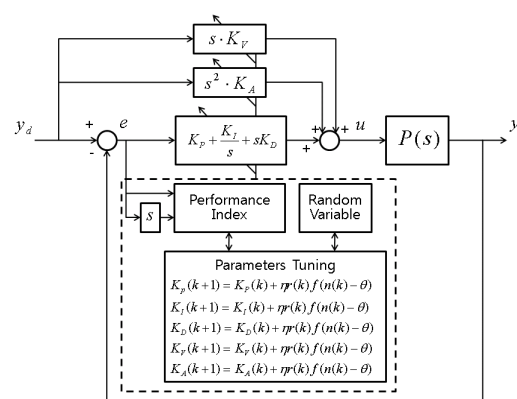 s · K_V
s² · K_A
y_d
+
-
e
K_P + K_I/s + sK_D
+
+
+
u
P(s)
y
s
Performance
Index
Random
Variable
Parameters Tuning
K_p(k+1) = K_P(k) + ηr(k)f(n(k) − θ)
K_I(k+1) = K_I(k) + ηr(k)f(n(k) − θ)
K_D(k+1) = K_D(k) + ηr(k)f(n(k) − θ)
K_V(k+1) = K_V(k) + ηr(k)f(n(k) − θ)
K_A(k+1) = K_A(k) + ηr(k)f(n(k) − θ)